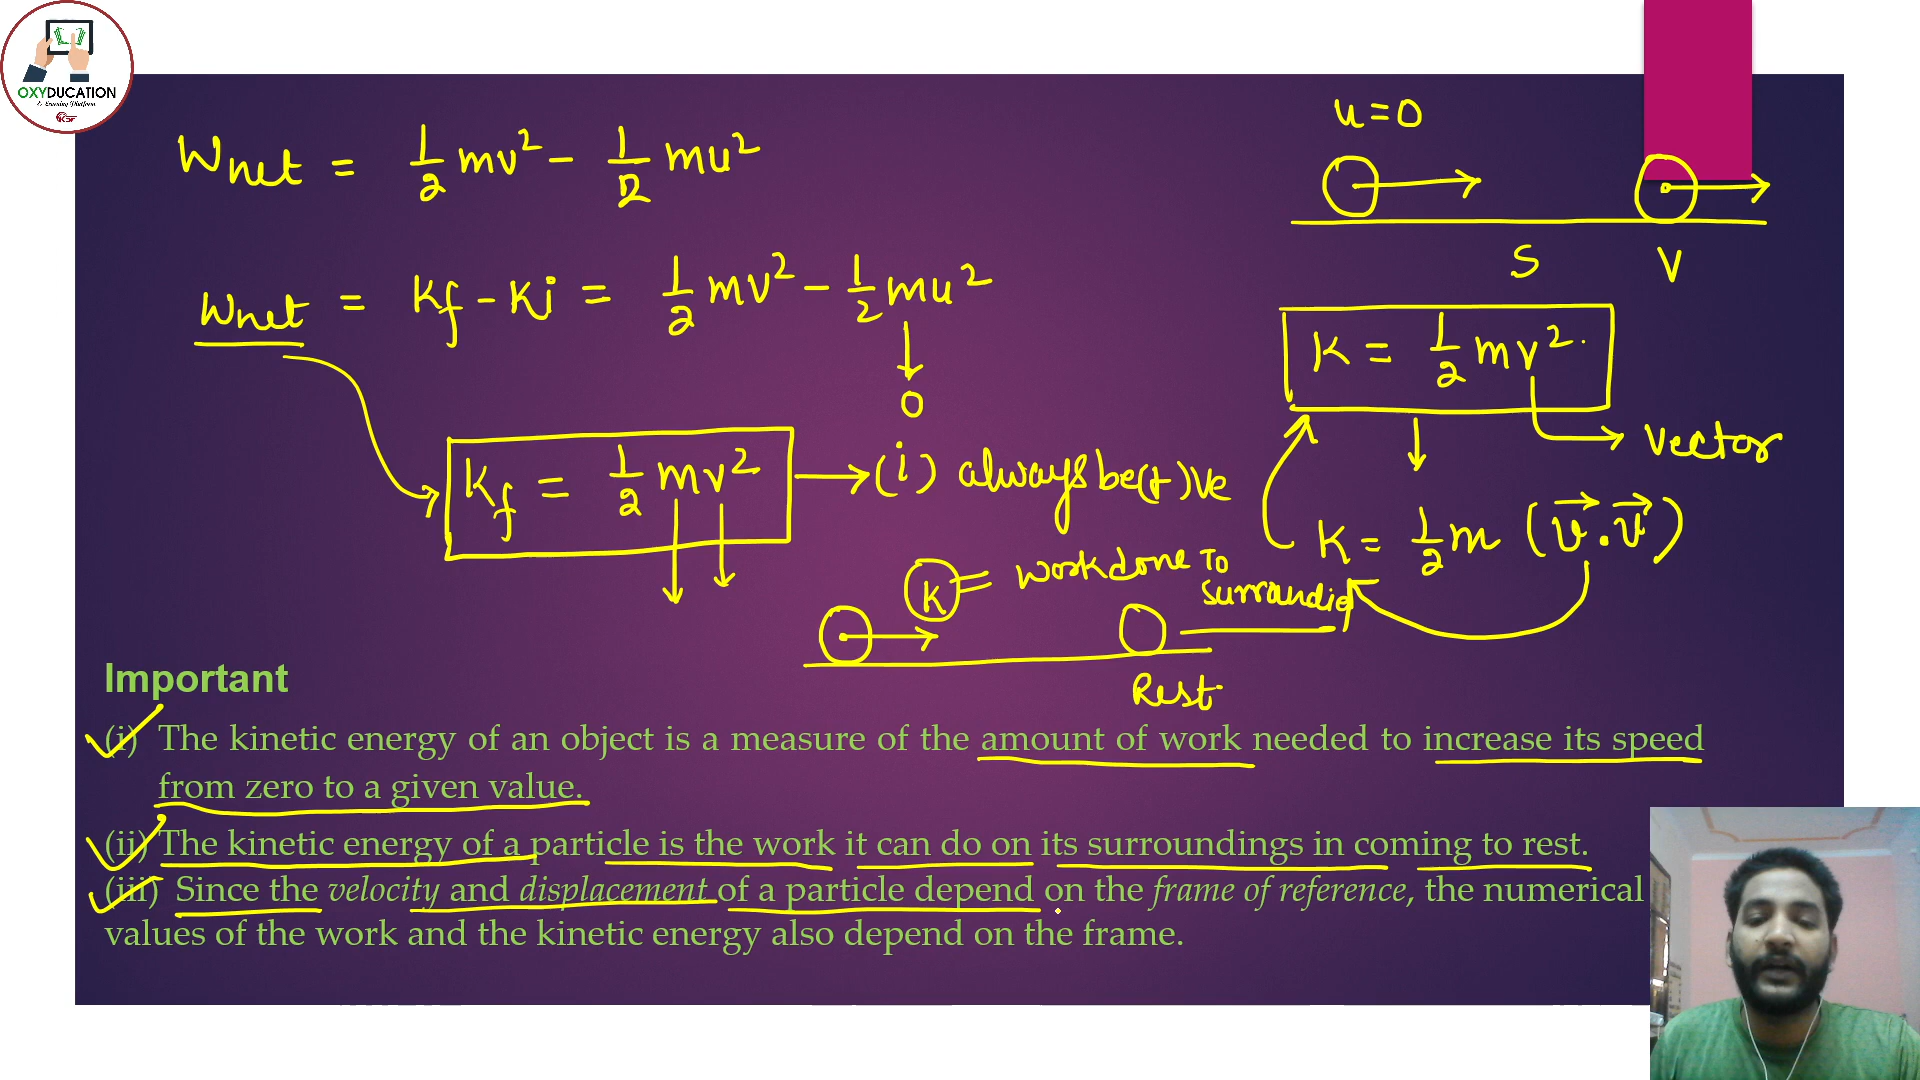 OXYDUCATION
A Learning Platform
KSF
u=0
Wnet = 1/2 mv² - 1/2 mu²
S V
Wnet = Kf - Ki = 1/2 mv² - 1/2 mu²
0
K = 1/2 mv²
Vector
Kf = 1/2 mv² → (i) always be (+)ve
K = 1/2 m (v⃗ . v⃗)
K = Workdone To
Surranding
Rest
Important
(i) The kinetic energy of an object is a measure of the amount of work needed to increase its speed
from zero to a given value.
(ii) The kinetic energy of a particle is the work it can do on its surroundings in coming to rest.
(iii) Since the velocity and displacement of a particle depend on the frame of reference, the numerical
values of the work and the kinetic energy also depend on the frame.